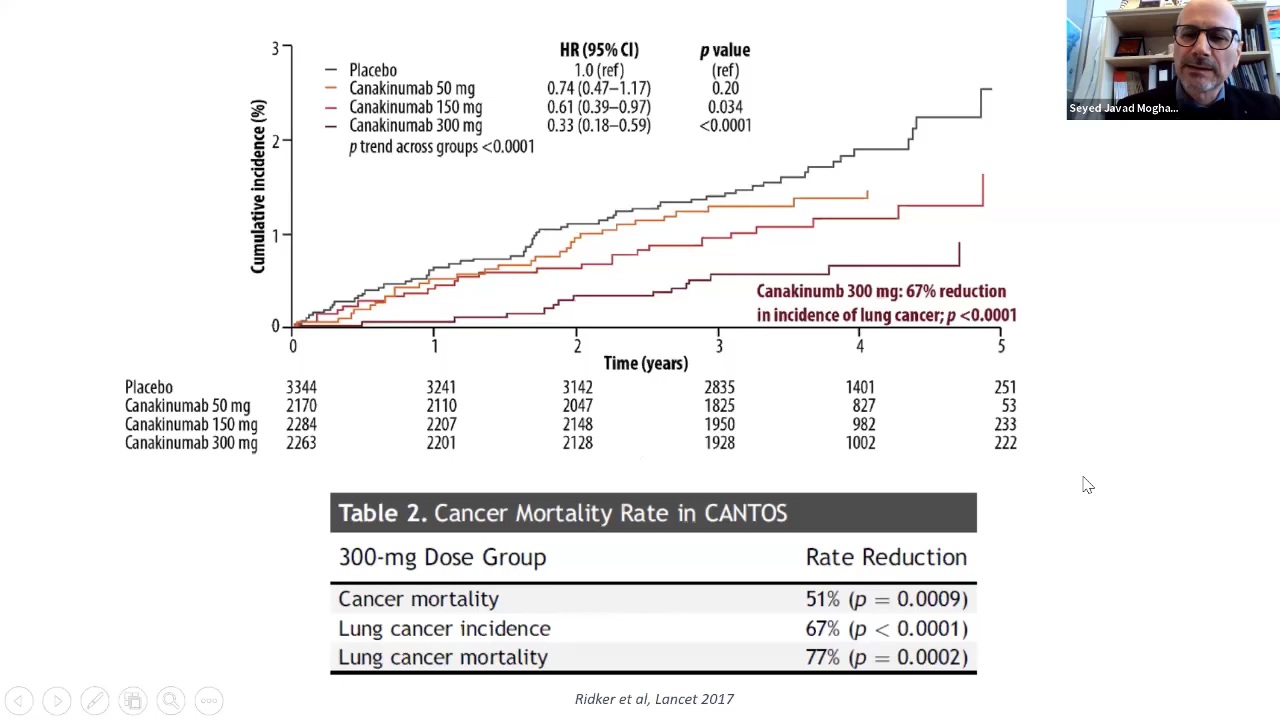 Seyed Javad Mogha...
HR (95% CI) p value
Placebo 1.0 (ref) (ref)
Canakinumab 50 mg 0.74 (0.47–1.17) 0.20
Canakinumab 150 mg 0.61 (0.39–0.97) 0.034
Canakinumab 300 mg 0.33 (0.18–0.59) <0.0001
p trend across groups <0.0001
Cumulative incidence (%)
3
2
1
0
Canakinumb 300 mg: 67% reduction
in incidence of lung cancer; p <0.0001
0 1 2 3 4 5
Time (years)
Placebo 3344 3241 3142 2835 1401 251
Canakinumab 50 mg 2170 2110 2047 1825 827 53
Canakinumab 150 mg 2284 2207 2148 1950 982 233
Canakinumab 300 mg 2263 2201 2128 1928 1002 222
Table 2. Cancer Mortality Rate in CANTOS
300-mg Dose Group Rate Reduction
Cancer mortality 51% (p = 0.0009)
Lung cancer incidence 67% (p < 0.0001)
Lung cancer mortality 77% (p = 0.0002)
Ridker et al, Lancet 2017